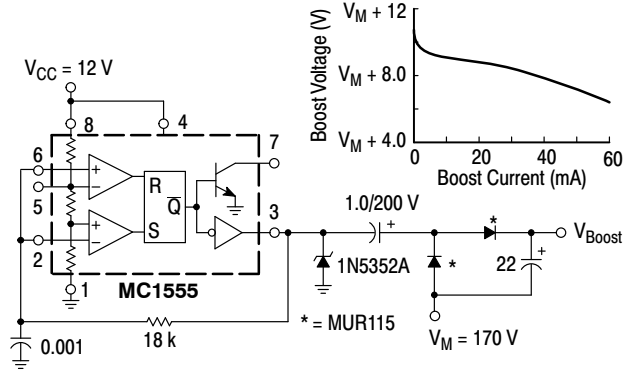 V_M + 12
V_M + 8.0
V_M + 4.0
Boost Voltage (V)
0
20
40
60
Boost Current (mA)
V_CC = 12 V
8
4
7
6
5
2
1
3
+
−
+
−
R
Q̅
S
MC1555
1.0/200 V
+
*
V_Boost
1N5352A
*
22
+
* = MUR115
V_M = 170 V
18 k
0.001